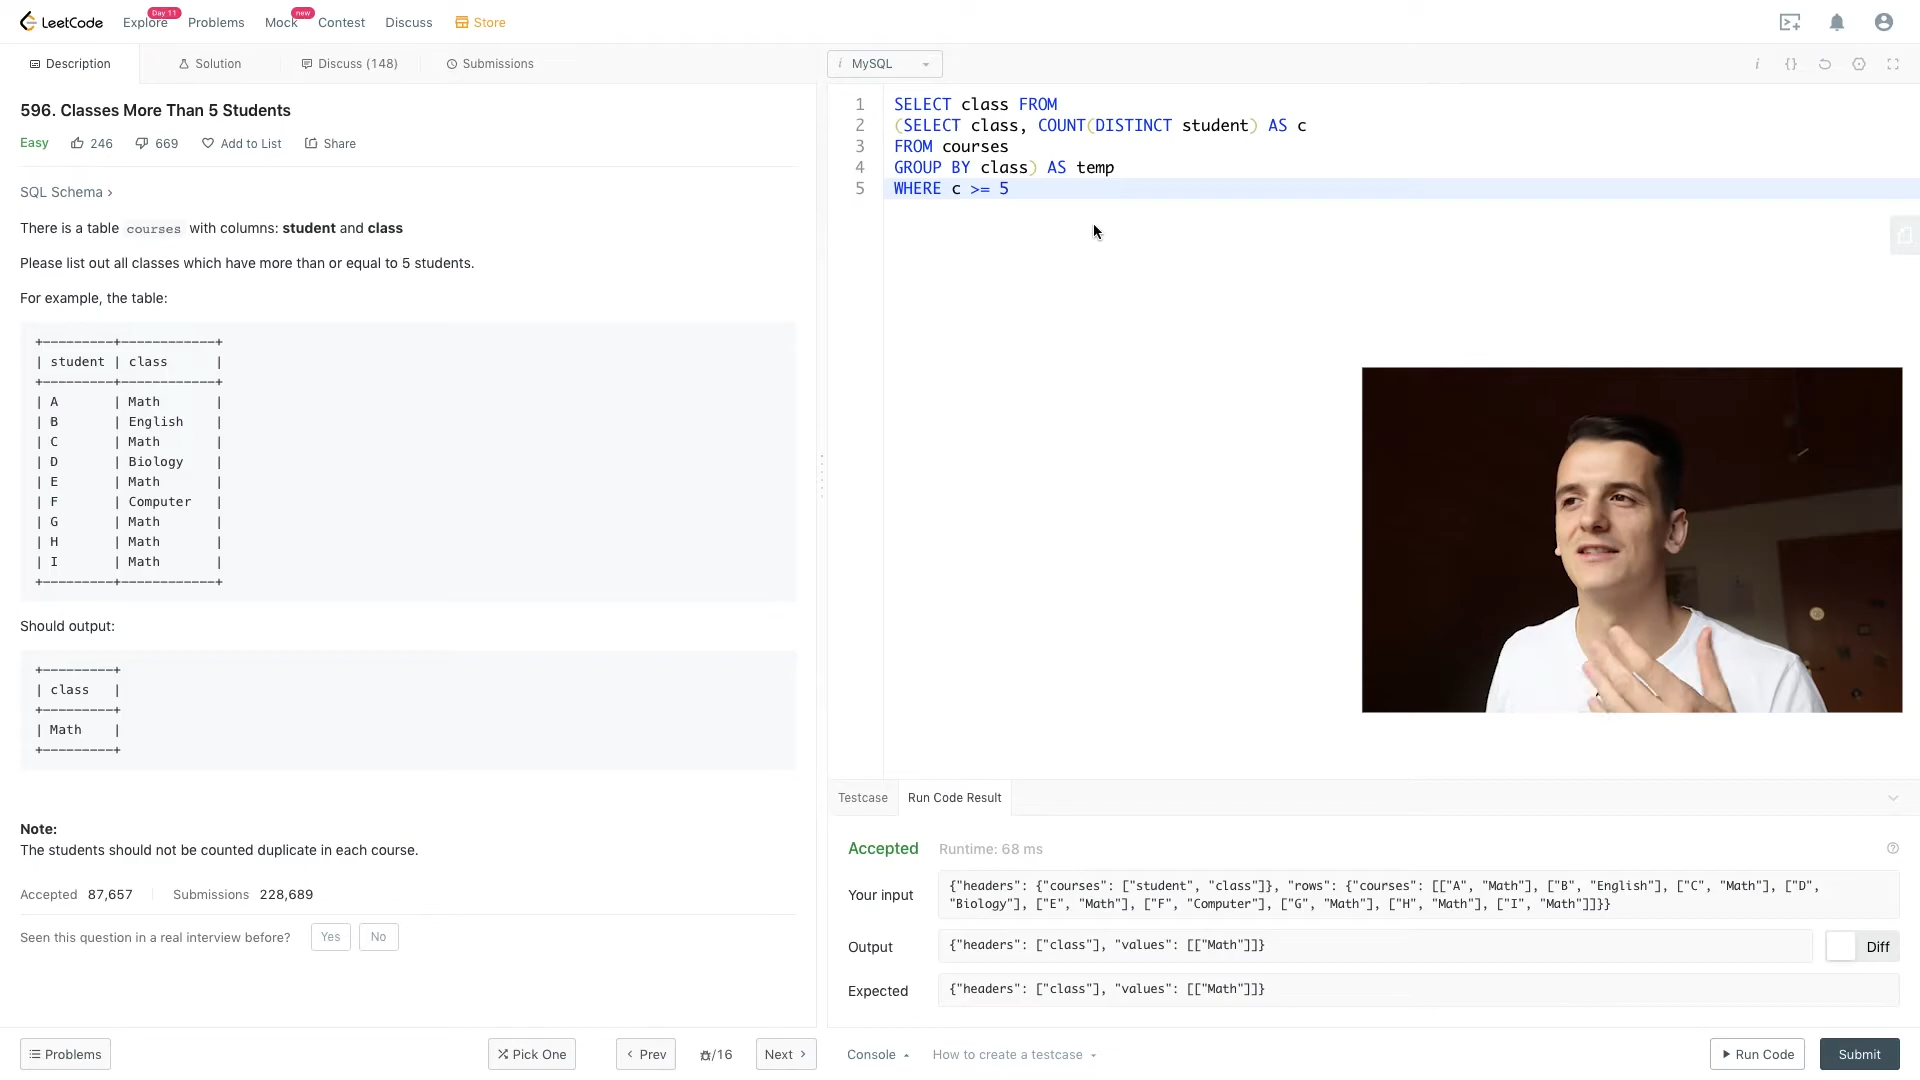 LeetCode
Explore
Day 11
Problems
Mock
new
Contest
Discuss
Store
Description
Solution
Discuss (148)
Submissions
596. Classes More Than 5 Students
Easy
246
669
Add to List
Share
SQL Schema ›
There is a table courses with columns: student and class
Please list out all classes which have more than or equal to 5 students.
For example, the table:
+---------+------------+
| student | class      |
+---------+------------+
| A       | Math       |
| B       | English    |
| C       | Math       |
| D       | Biology    |
| E       | Math       |
| F       | Computer   |
| G       | Math       |
| H       | Math       |
| I       | Math       |
+---------+------------+
Should output:
+---------+
| class   |
+---------+
| Math    |
+---------+
Note:
The students should not be counted duplicate in each course.
Accepted 87,657
Submissions 228,689
Seen this question in a real interview before?
Yes
No
Problems
Pick One
‹ Prev
/16
Next ›
i MySQL
i {}
1 SELECT class FROM
2 (SELECT class, COUNT(DISTINCT student) AS c
3 FROM courses
4 GROUP BY class) AS temp
5 WHERE c >= 5
Testcase
Run Code Result
Accepted
Runtime: 68 ms
Your input
{"headers": {"courses": ["student", "class"]}, "rows": {"courses": [["A", "Math"], ["B", "English"], ["C", "Math"], ["D",
"Biology"], ["E", "Math"], ["F", "Computer"], ["G", "Math"], ["H", "Math"], ["I", "Math"]]}}
Output
{"headers": ["class"], "values": [["Math"]]}
Diff
Expected
{"headers": ["class"], "values": [["Math"]]}
Console
How to create a testcase
Run Code
Submit